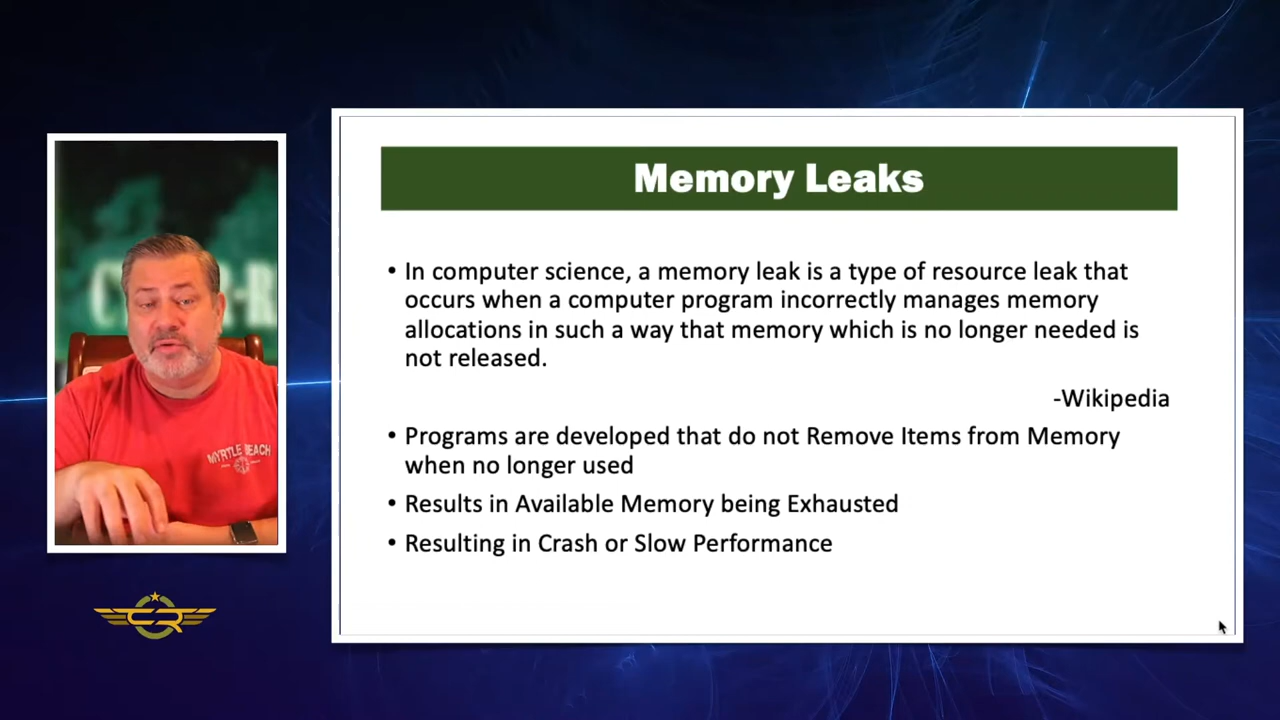 Memory Leaks
• In computer science, a memory leak is a type of resource leak that
occurs when a computer program incorrectly manages memory
allocations in such a way that memory which is no longer needed is
not released.
-Wikipedia
• Programs are developed that do not Remove Items from Memory
when no longer used
• Results in Available Memory being Exhausted
• Resulting in Crash or Slow Performance
MYRTLE BEACH
CR